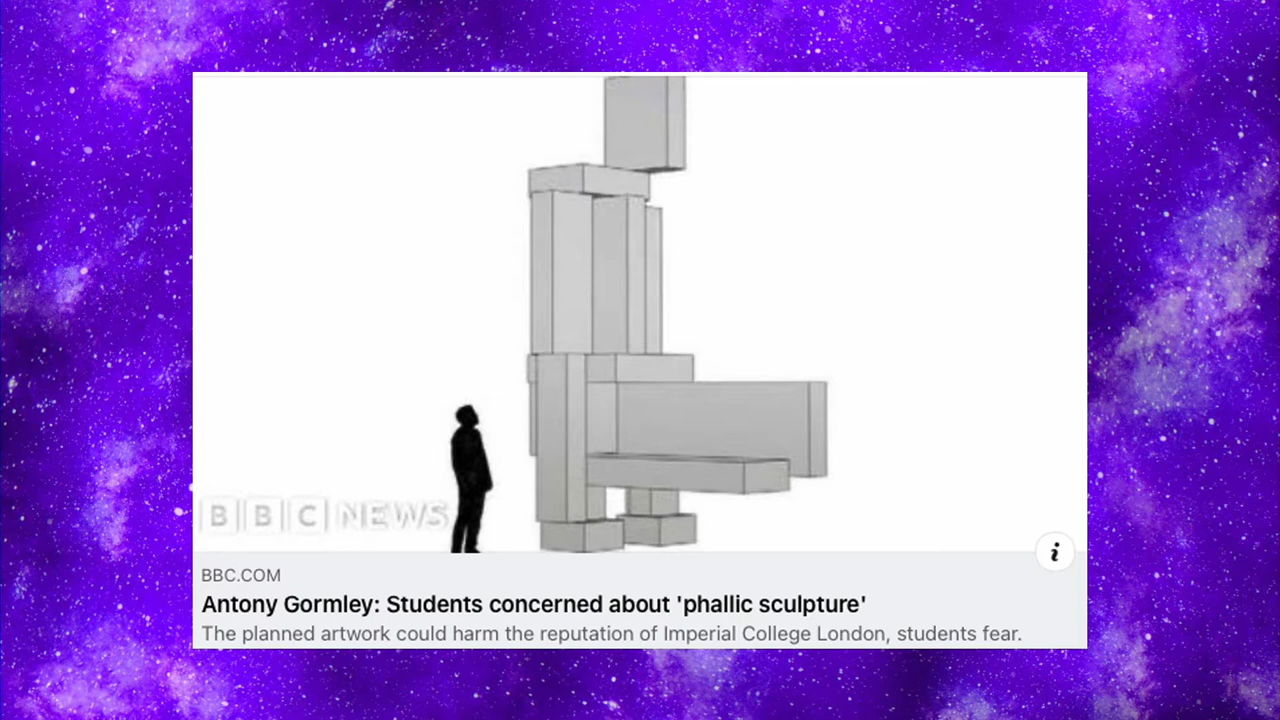 BBC NEWS
BBC.COM
Antony Gormley: Students concerned about 'phallic sculpture'
The planned artwork could harm the reputation of Imperial College London, students fear.
i